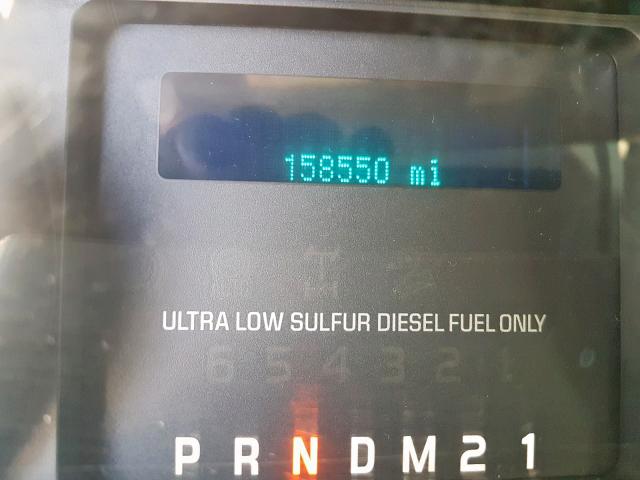 158550 mi
ULTRA LOW SULFUR DIESEL FUEL ONLY
6 5 4 3 2 1
P R N D M 2 1